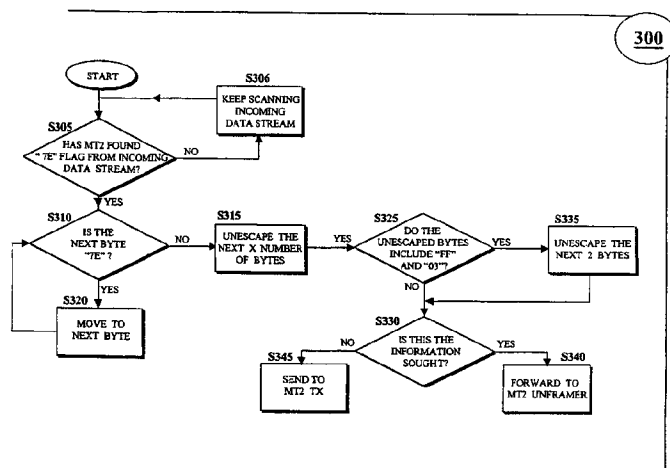 300
START
S306
KEEP SCANNING
INCOMING
DATA STREAM
S305
HAS MT2 FOUND
"7E" FLAG FROM INCOMING
DATA STREAM?
NO
YES
S310
IS THE
NEXT BYTE
"7E" ?
NO
S315
UNESCAPE THE
NEXT X NUMBER
OF BYTES
YES
S325
DO THE
UNESCAPED BYTES
INCLUDE "FF"
AND "03"?
YES
S335
UNESCAPE THE
NEXT 2 BYTES
NO
YES
S320
MOVE TO
NEXT BYTE
S330
IS THIS THE
INFORMATION
SOUGHT?
NO
YES
S345
SEND TO
MT2 TX
S340
FORWARD TO
MT2 UNFRAMER